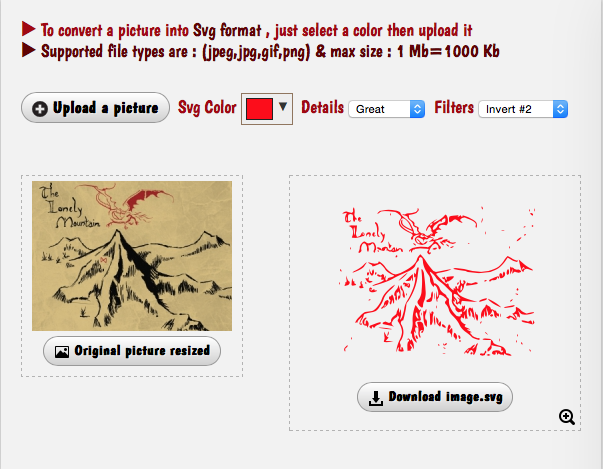 To convert a picture into Svg format , just select a color then upload it
Supported file types are : (jpeg,jpg,gif,png) & max size : 1 Mb=1000 Kb
Upload a picture Svg Color Details Great Filters Invert #2
The
Lonely
Mountain
The
Lonely
Mountain
Original picture resized
Download image.svg